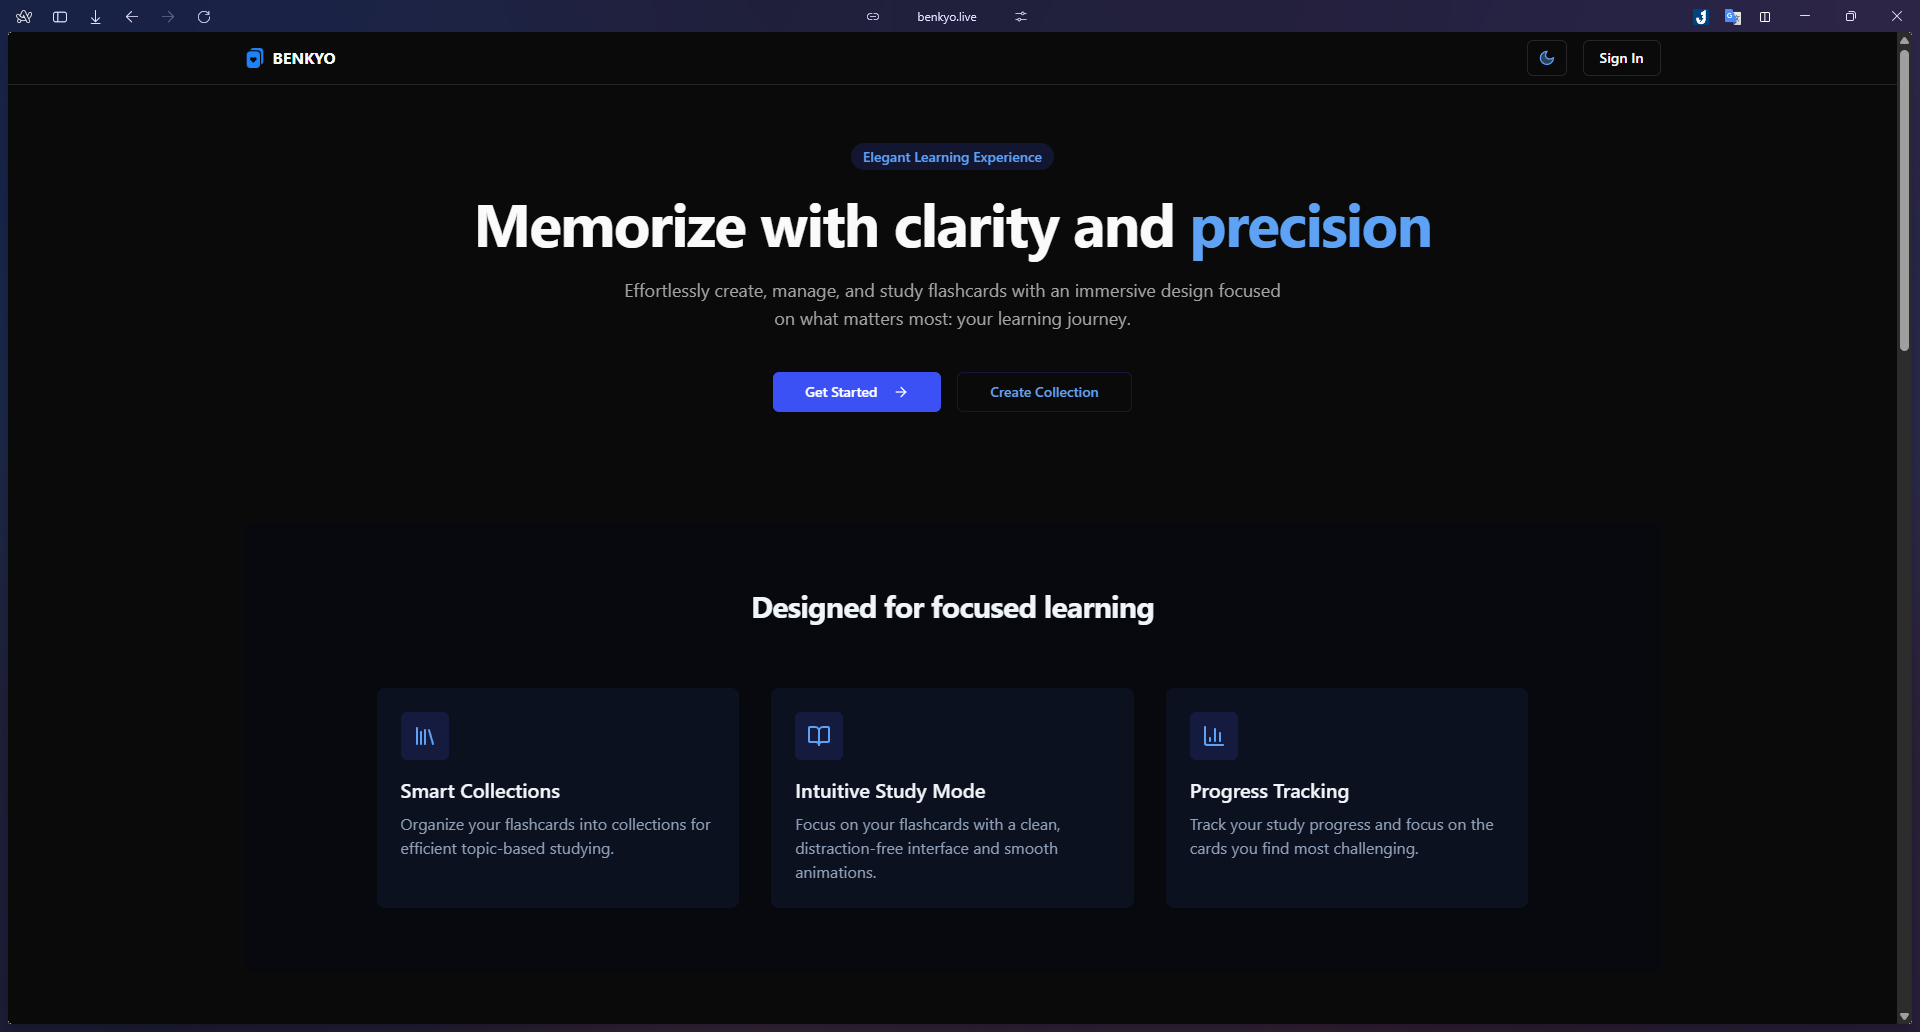 benkyo.live
BENKYO
Sign In
Elegant Learning Experience
Memorize with clarity and precision
Effortlessly create, manage, and study flashcards with an immersive design focused
on what matters most: your learning journey.
Get Started
Create Collection
Designed for focused learning
Smart Collections
Organize your flashcards into collections for
efficient topic-based studying.
Intuitive Study Mode
Focus on your flashcards with a clean,
distraction-free interface and smooth
animations.
Progress Tracking
Track your study progress and focus on the
cards you find most challenging.